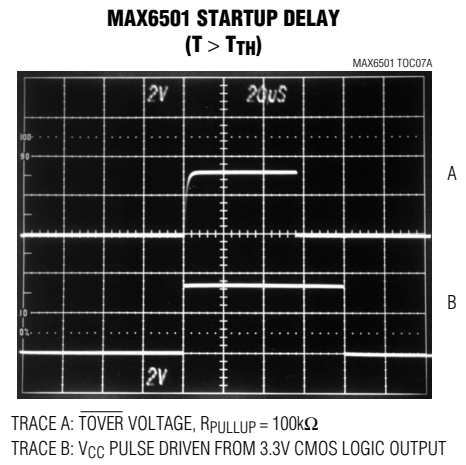 MAX6501 STARTUP DELAY
(T > TTH)
MAX6501 TOC07A
2V 20uS
100
90
A
B
10
0%
2V
TRACE A: TOVER VOLTAGE, RPULLUP = 100kΩ
TRACE B: VCC PULSE DRIVEN FROM 3.3V CMOS LOGIC OUTPUT